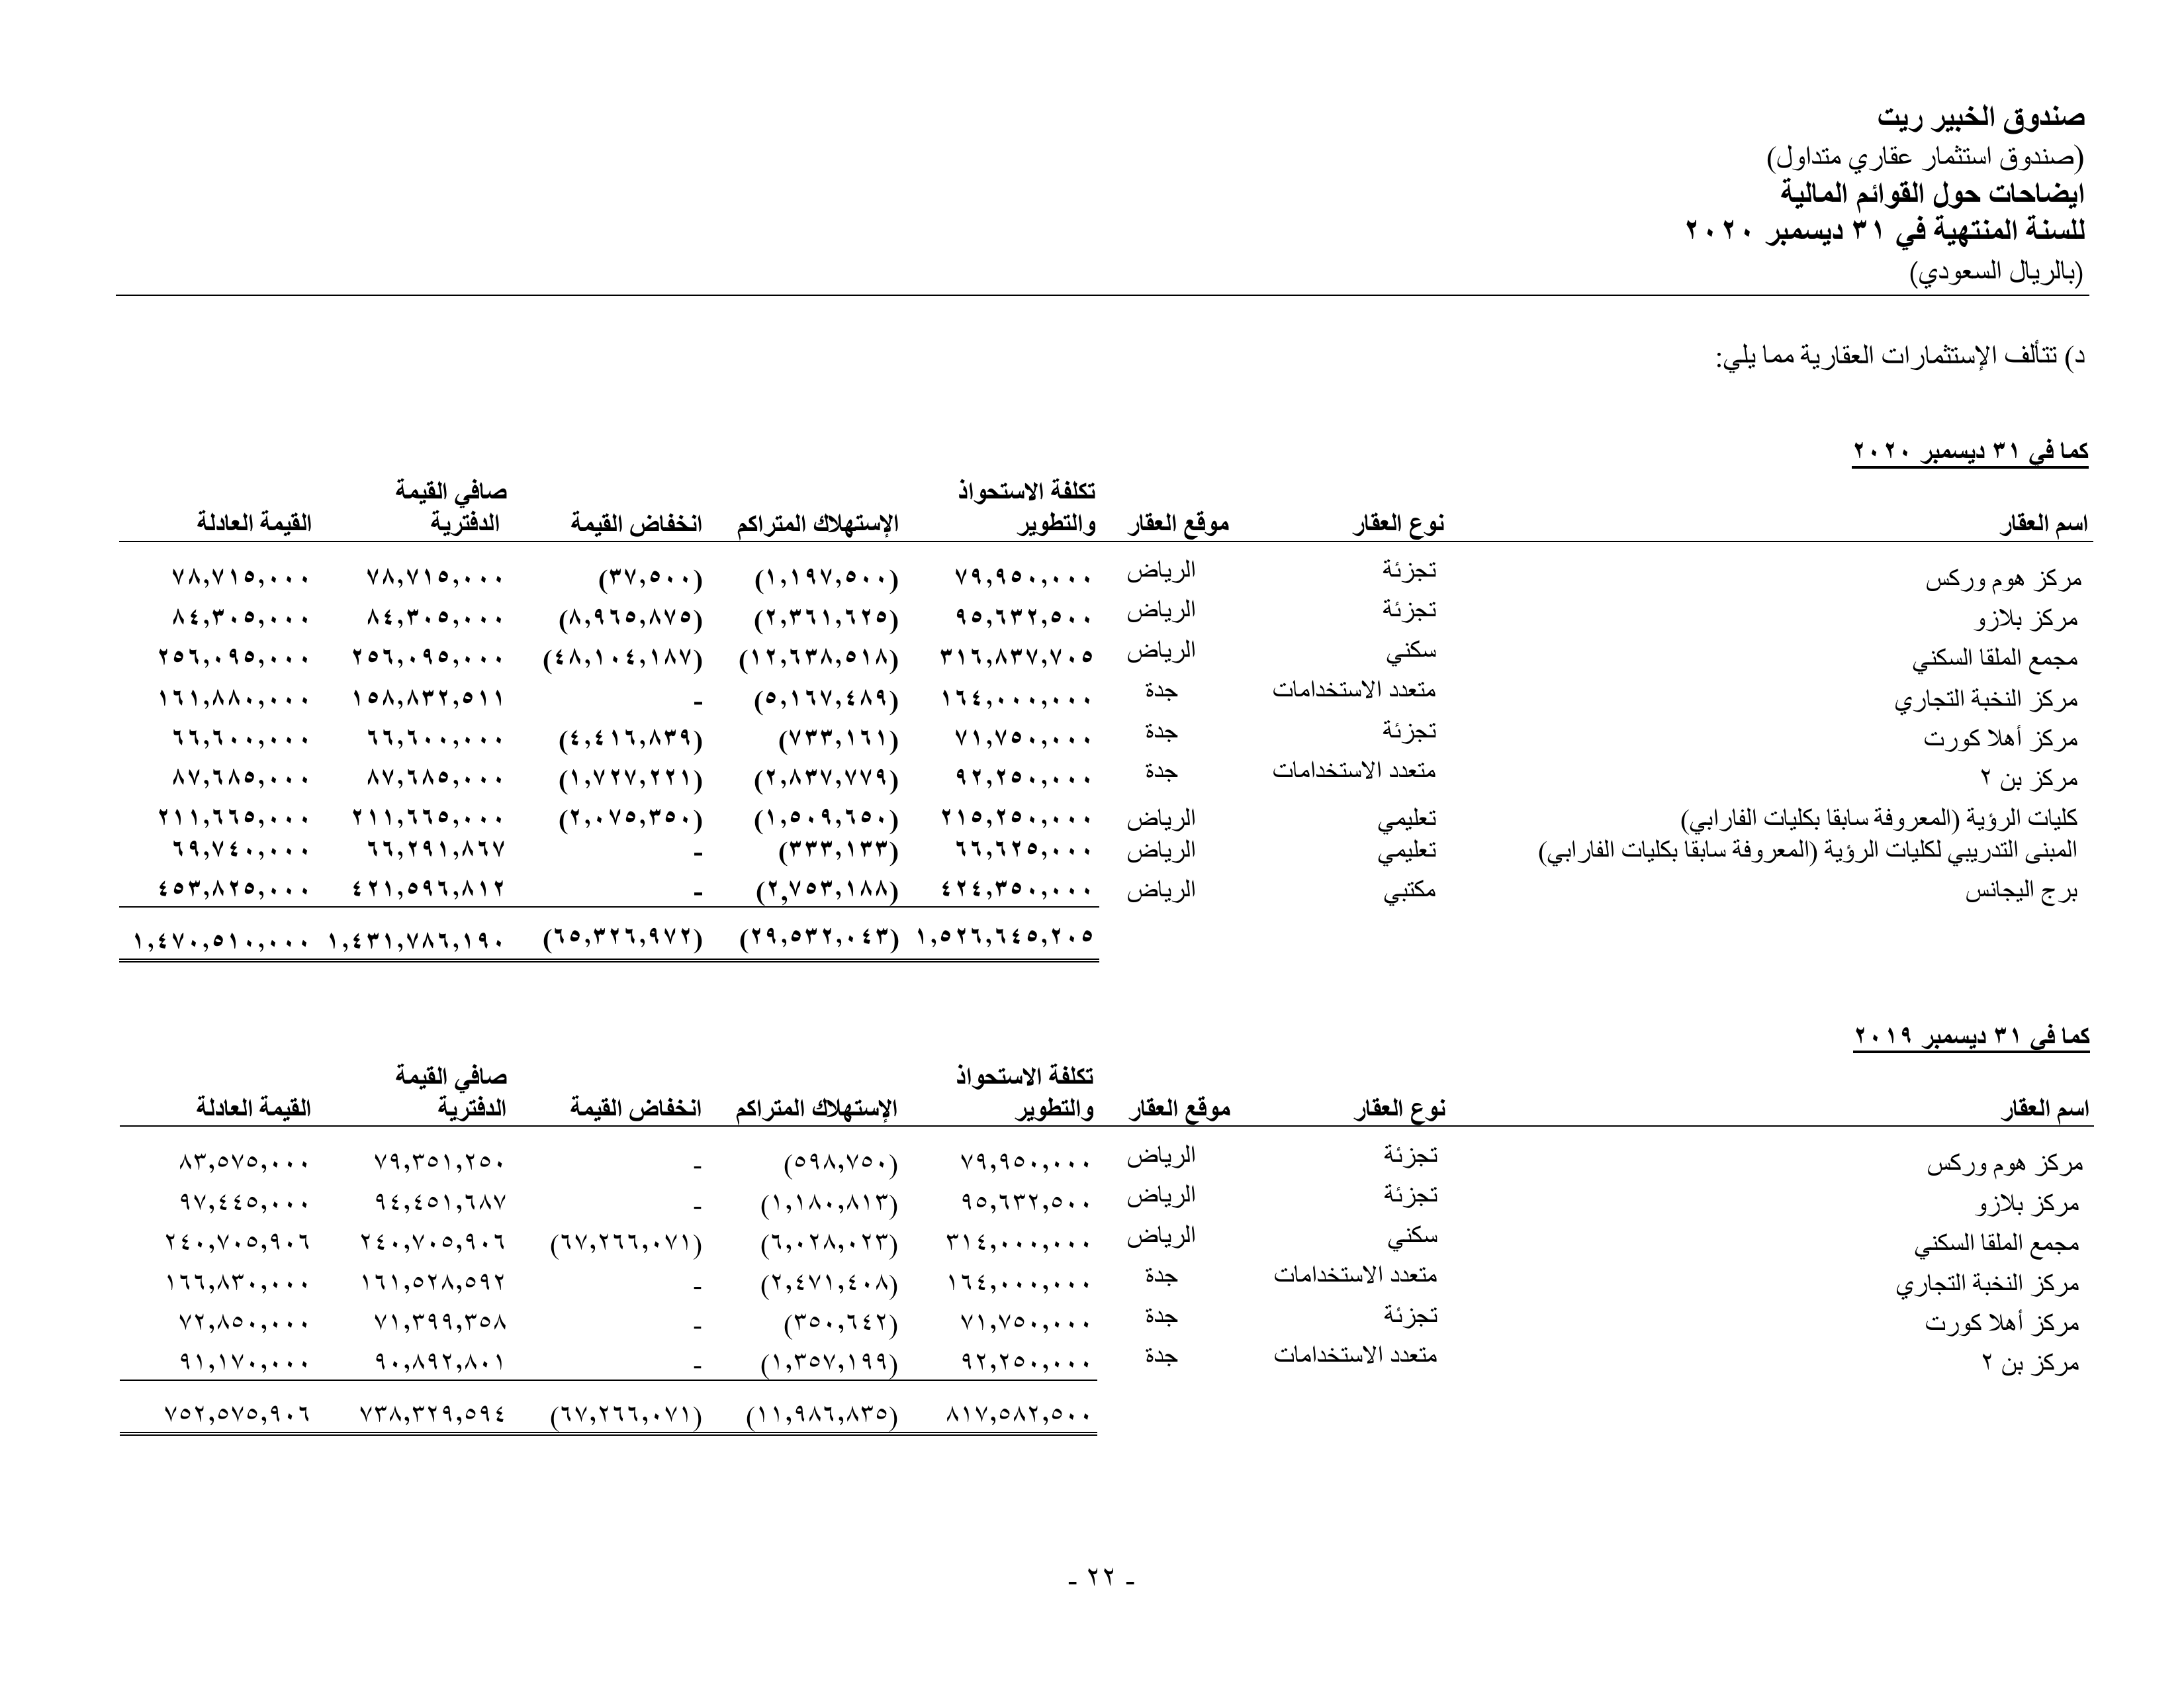 صندوق الخبير ريت
(صندوق استثمار عقاري متداول)
ايضاحات حول القوائم المالية
للسنة المنتهية في ٣١ ديسمبر ٢٠٢٠
(بالريال السعودي)
د) تتألف الإستثمارات العقارية مما يلي:
كما في ٣١ ديسمبر ٢٠٢٠
اسم العقار نوع العقار موقع العقار تكلفة الاستحواذ والتطوير الإستهلاك المتراكم انخفاض القيمة صافي القيمة الدفترية القيمة العادلة
مركز هوم وركس تجزئة الرياض ٧٩,٩٥٠,٠٠٠ (١,١٩٧,٥٠٠) (٣٧,٥٠٠) ٧٨,٧١٥,٠٠٠ ٧٨,٧١٥,٠٠٠
مركز بلازو تجزئة الرياض ٩٥,٦٣٢,٥٠٠ (٢,٣٦١,٦٢٥) (٨,٩٦٥,٨٧٥) ٨٤,٣٠٥,٠٠٠ ٨٤,٣٠٥,٠٠٠
مجمع الملقا السكني سكني الرياض ٣١٦,٨٣٧,٧٠٥ (١٢,٦٣٨,٥١٨) (٤٨,١٠٤,١٨٧) ٢٥٦,٠٩٥,٠٠٠ ٢٥٦,٠٩٥,٠٠٠
مركز النخبة التجاري متعدد الاستخدامات جدة ١٦٤,٠٠٠,٠٠٠ (٥,١٦٧,٤٨٩) - ١٥٨,٨٣٢,٥١١ ١٦١,٨٨٠,٠٠٠
مركز أهلا كورت تجزئة جدة ٧١,٧٥٠,٠٠٠ (٧٣٣,١٦١) (٤,٤١٦,٨٣٩) ٦٦,٦٠٠,٠٠٠ ٦٦,٦٠٠,٠٠٠
مركز بن ٢ متعدد الاستخدامات جدة ٩٢,٢٥٠,٠٠٠ (٢,٨٣٧,٧٧٩) (١,٧٢٧,٢٢١) ٨٧,٦٨٥,٠٠٠ ٨٧,٦٨٥,٠٠٠
كليات الرؤية (المعروفة سابقا بكليات الفارابي) تعليمي الرياض ٢١٥,٢٥٠,٠٠٠ (١,٥٠٩,٦٥٠) (٢,٠٧٥,٣٥٠) ٢١١,٦٦٥,٠٠٠ ٢١١,٦٦٥,٠٠٠
المبنى التدريبي لكليات الرؤية (المعروفة سابقا بكليات الفارابي) تعليمي الرياض ٦٦,٦٢٥,٠٠٠ (٣٣٣,١٣٣) - ٦٦,٢٩١,٨٦٧ ٦٩,٧٤٠,٠٠٠
برج اليجانس مكتبي الرياض ٤٢٤,٣٥٠,٠٠٠ (٢,٧٥٣,١٨٨) - ٤٢١,٥٩٦,٨١٢ ٤٥٣,٨٢٥,٠٠٠
١,٥٢٦,٦٤٥,٢٠٥ (٢٩,٥٣٢,٠٤٣) (٦٥,٣٢٦,٩٧٢) ١,٤٣١,٧٨٦,١٩٠ ١,٤٧٠,٥١٠,٠٠٠
كما في ٣١ ديسمبر ٢٠١٩
اسم العقار نوع العقار موقع العقار تكلفة الاستحواذ والتطوير الإستهلاك المتراكم انخفاض القيمة صافي القيمة الدفترية القيمة العادلة
مركز هوم وركس تجزئة الرياض ٧٩,٩٥٠,٠٠٠ (٥٩٨,٧٥٠) - ٧٩,٣٥١,٢٥٠ ٨٣,٥٧٥,٠٠٠
مركز بلازو تجزئة الرياض ٩٥,٦٣٢,٥٠٠ (١,١٨٠,٨١٣) - ٩٤,٤٥١,٦٨٧ ٩٧,٤٤٥,٠٠٠
مجمع الملقا السكني سكني الرياض ٣١٤,٠٠٠,٠٠٠ (٦,٠٢٨,٠٢٣) (٦٧,٢٦٦,٠٧١) ٢٤٠,٧٠٥,٩٠٦ ٢٤٠,٧٠٥,٩٠٦
مركز النخبة التجاري متعدد الاستخدامات جدة ١٦٤,٠٠٠,٠٠٠ (٢,٤٧١,٤٠٨) - ١٦١,٥٢٨,٥٩٢ ١٦٦,٨٣٠,٠٠٠
مركز أهلا كورت تجزئة جدة ٧١,٧٥٠,٠٠٠ (٣٥٠,٦٤٢) - ٧١,٣٩٩,٣٥٨ ٧٢,٨٥٠,٠٠٠
مركز بن ٢ متعدد الاستخدامات جدة ٩٢,٢٥٠,٠٠٠ (١,٣٥٧,١٩٩) - ٩٠,٨٩٢,٨٠١ ٩١,١٧٠,٠٠٠
٨١٧,٥٨٢,٥٠٠ (١١,٩٨٦,٨٣٥) (٦٧,٢٦٦,٠٧١) ٧٣٨,٣٢٩,٥٩٤ ٧٥٢,٥٧٥,٩٠٦
- ٢٢ -